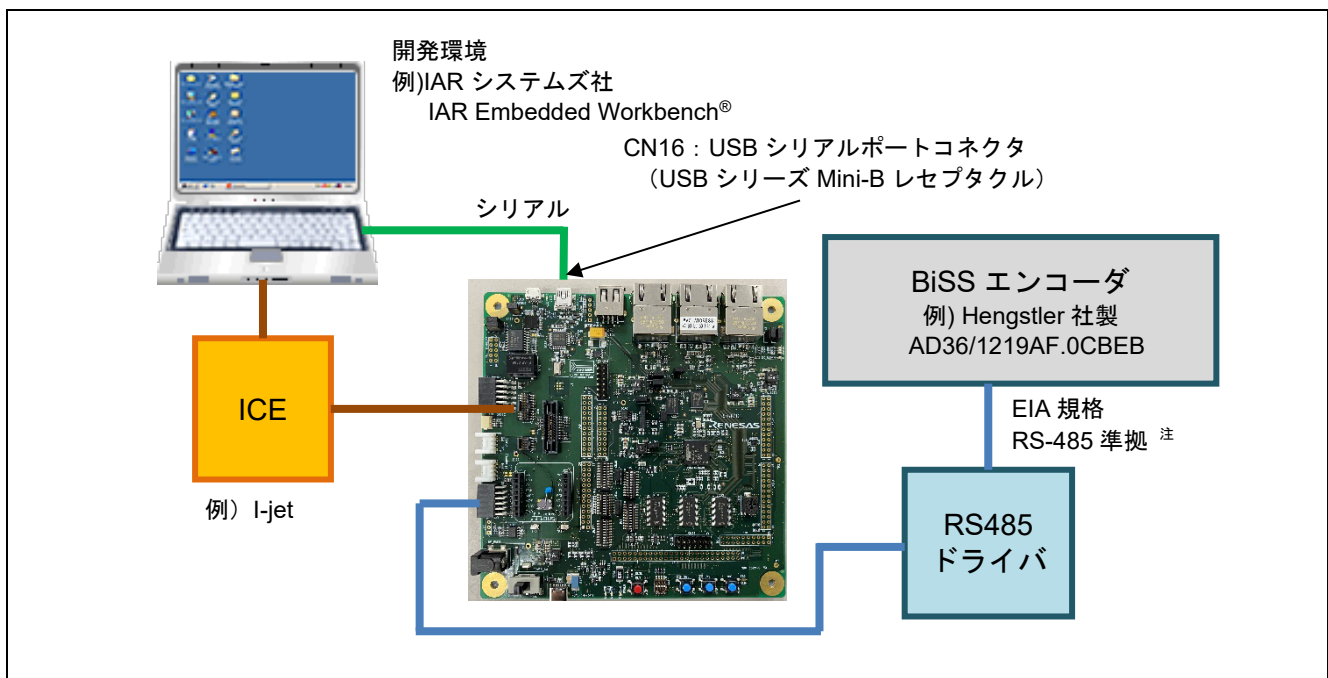 開発環境
例)IAR システムズ社
IAR Embedded Workbench®
CN16：USB シリアルポートコネクタ
（USB シリーズ Mini-B レセプタクル）
シリアル
BiSS エンコーダ
例) Hengstler 社製
AD36/1219AF.0CBEB
ICE
EIA 規格
RS-485 準拠 注
例）I-jet
RS485
ドライバ
RENESAS